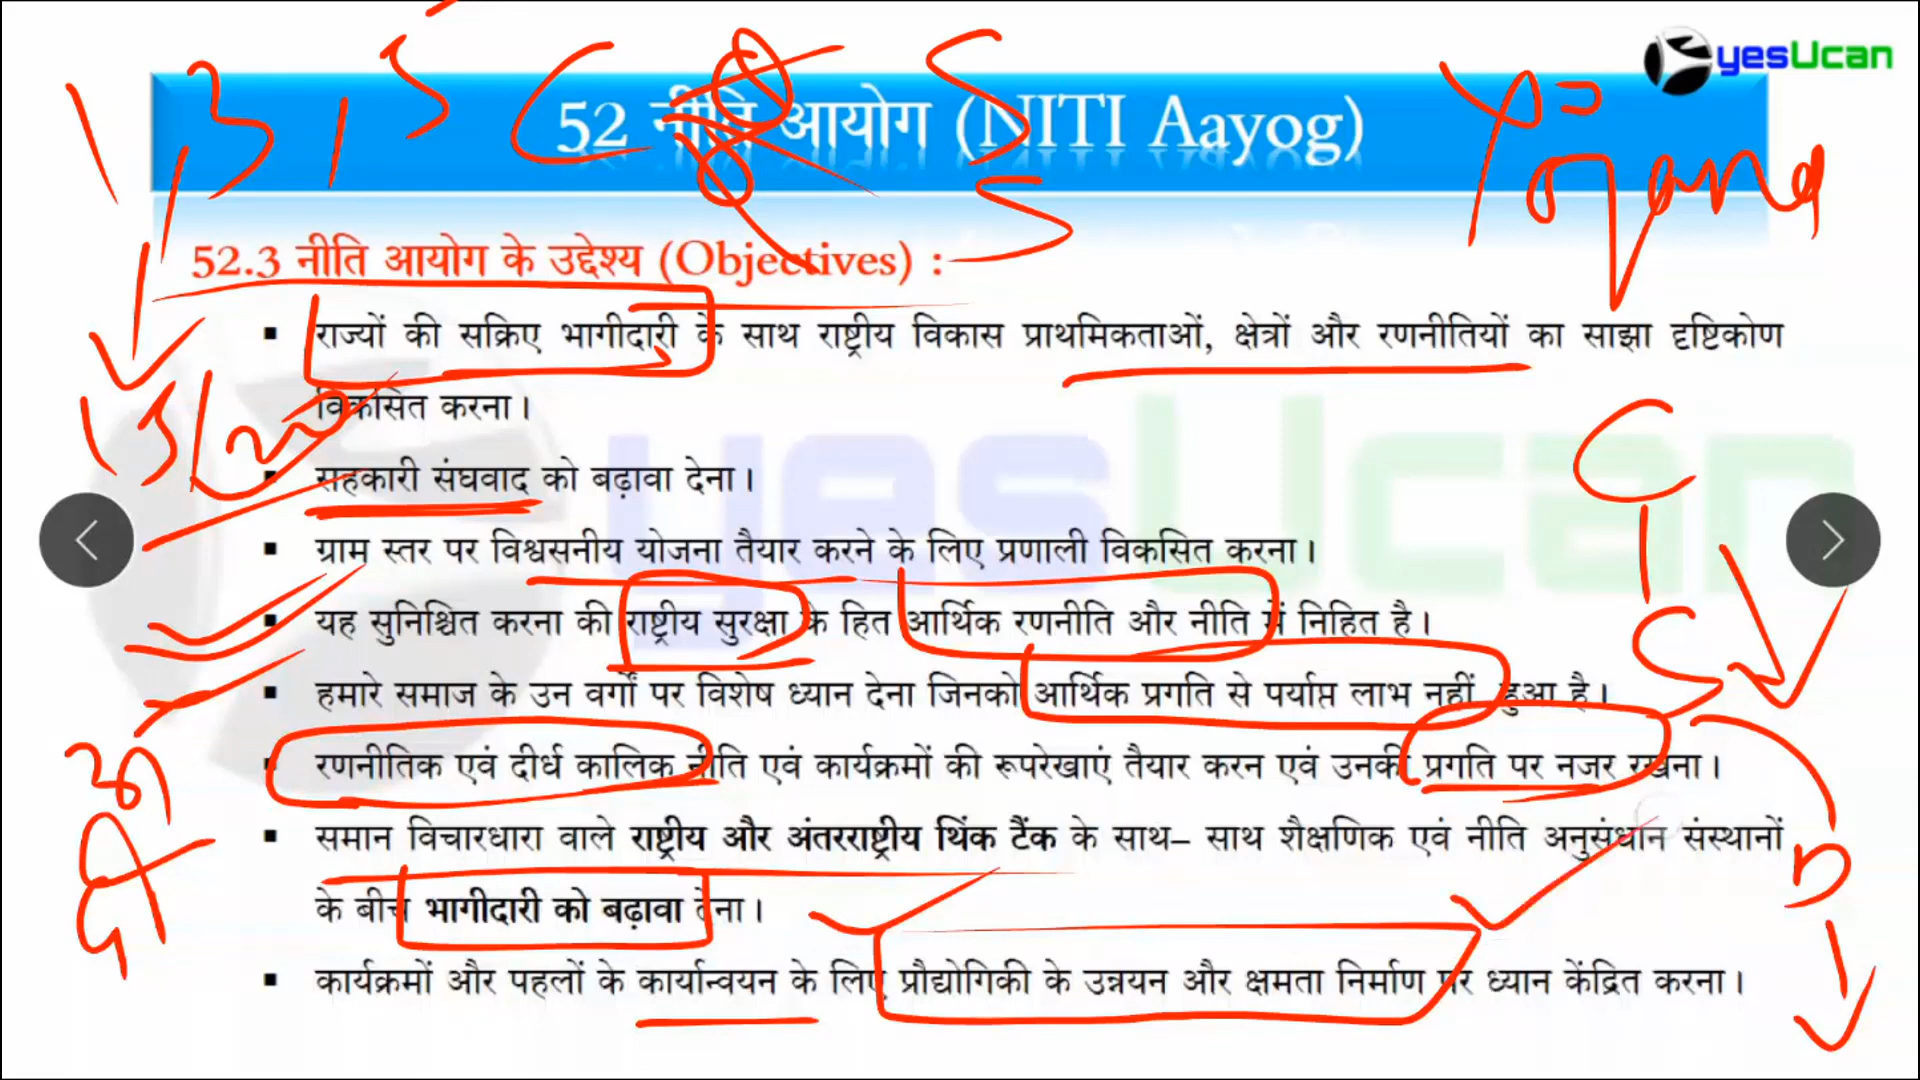 yesUcan
52 नीति आयोग (NITI Aayog)
52.3 नीति आयोग के उद्देश्य (Objectives) :
▪ राज्यों की सक्रिए भागीदारी के साथ राष्ट्रीय विकास प्राथमिकताओं, क्षेत्रों और रणनीतियों का साझा दृष्टिकोण
विकसित करना।
▪ सहकारी संघवाद को बढ़ावा देना।
▪ ग्राम स्तर पर विश्वसनीय योजना तैयार करने के लिए प्रणाली विकसित करना।
▪ यह सुनिश्चित करना की राष्ट्रीय सुरक्षा के हित आर्थिक रणनीति और नीति में निहित है।
▪ हमारे समाज के उन वर्गों पर विशेष ध्यान देना जिनको आर्थिक प्रगति से पर्याप्त लाभ नहीं हुआ है।
▪ रणनीतिक एवं दीर्ध कालिक नीति एवं कार्यक्रमों की रूपरेखाएं तैयार करन एवं उनकी प्रगति पर नजर रखना।
▪ समान विचारधारा वाले राष्ट्रीय और अंतरराष्ट्रीय थिंक टैंक के साथ– साथ शैक्षणिक एवं नीति अनुसंधान संस्थानों
के बीच भागीदारी को बढ़ावा देना।
▪ कार्यक्रमों और पहलों के कार्यान्वयन के लिए प्रौद्योगिकी के उन्नयन और क्षमता निर्माण पर ध्यान केंद्रित करना।